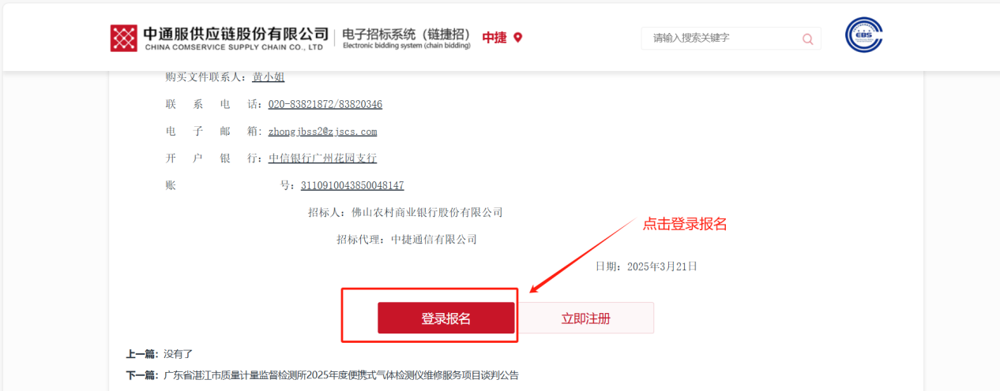 中通服供应链股份有限公司
CHINA COMSERVICE SUPPLY CHAIN CO., LTD
电子招标系统（链捷招）
Electronic bidding system (chain bidding)
中捷
请输入搜索关键字
EBS
购买文件联系人：黄小姐
联 系 电 话：020-83821872/83820346
电 子 邮 箱：zhongjbss2@zjscs.com
开 户 银 行：中信银行广州花园支行
账 号：3110910043850048147
招标人：佛山农村商业银行股份有限公司
点击登录报名
招标代理：中捷通信有限公司
日期：2025年3月21日
登录报名
立即注册
上一篇：没有了
下一篇：广东省湛江市质量计量监督检测所2025年度便携式气体检测仪维修服务项目谈判公告